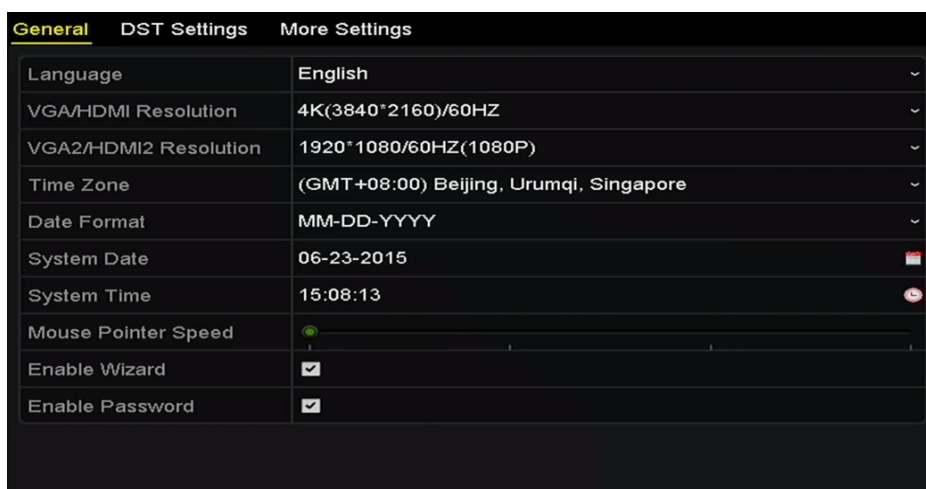 General DST Settings More Settings
Language English
VGA/HDMI Resolution 4K(3840*2160)/60HZ
VGA2/HDMI2 Resolution 1920*1080/60HZ(1080P)
Time Zone (GMT+08:00) Beijing, Urumqi, Singapore
Date Format MM-DD-YYYY
System Date 06-23-2015
System Time 15:08:13
Mouse Pointer Speed
Enable Wizard
Enable Password